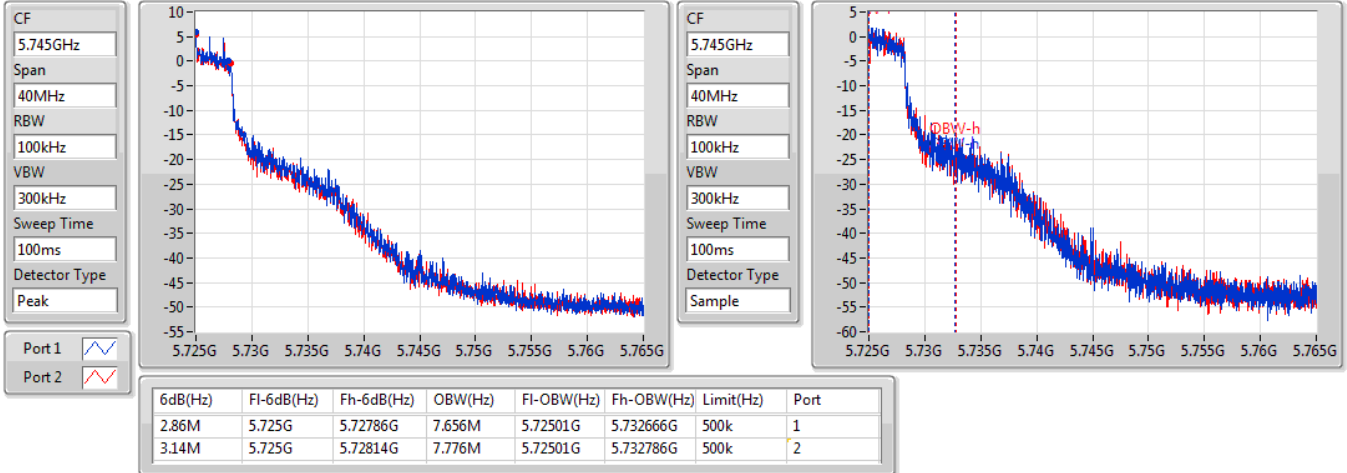 CF
5.745GHz
Span
40MHz
RBW
100kHz
VBW
300kHz
Sweep Time
100ms
Detector Type
Peak
Port 1
Port 2
10
5
0
-5
-10
-15
-20
-25
-30
-35
-40
-45
-50
-55
5.725G 5.73G 5.735G 5.74G 5.745G 5.75G 5.755G 5.76G 5.765G
CF
5.745GHz
Span
40MHz
RBW
100kHz
VBW
300kHz
Sweep Time
100ms
Detector Type
Sample
5
0
-5
-10
-15
-20
-25
-30
-35
-40
-45
-50
-55
-60
OBW-h
5.725G 5.73G 5.735G 5.74G 5.745G 5.75G 5.755G 5.76G 5.765G
6dB(Hz) Fl-6dB(Hz) Fh-6dB(Hz) OBW(Hz) Fl-OBW(Hz) Fh-OBW(Hz) Limit(Hz) Port
2.86M 5.725G 5.72786G 7.656M 5.72501G 5.732666G 500k 1
3.14M 5.725G 5.72814G 7.776M 5.72501G 5.732786G 500k 2